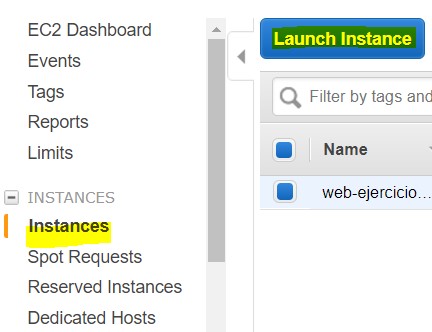 EC2 Dashboard
Events
Tags
Reports
Limits
INSTANCES
Instances
Spot Requests
Reserved Instances
Dedicated Hosts
Launch Instance
Filter by tags and
Name
web-ejercicio...